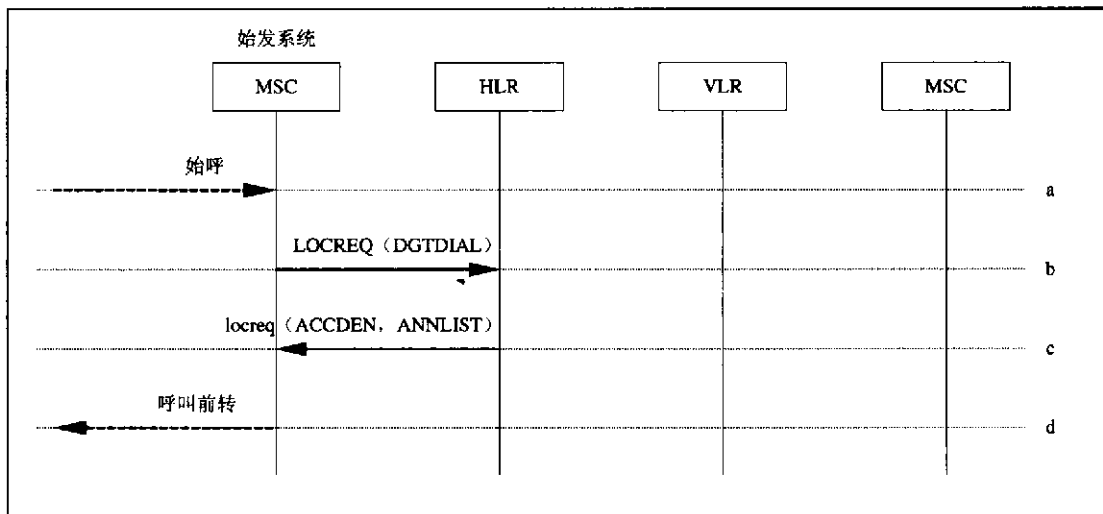 始发系统
MSC
HLR
VLR
MSC
始呼
a
LOCREQ（DGTDIAL）
b
locreq（ACCDEN，ANNLIST）
c
呼叫前转
d